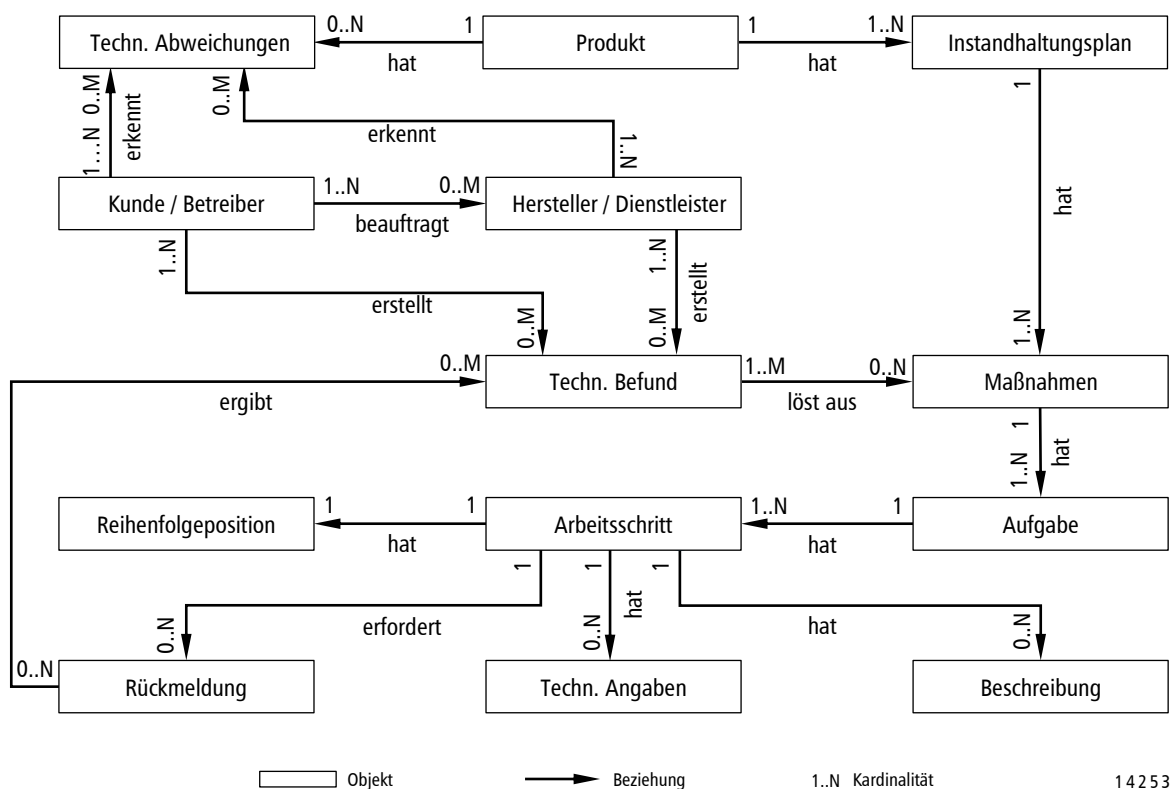 Techn. Abweichungen
0..N
1
hat
Produkt
1
1..N
hat
Instandhaltungsplan
0..M
1....N
erkennt
0..M
erkennt
1..N
1
hat
1..N
Kunde / Betreiber
1..N
0..M
beauftragt
Hersteller / Dienstleister
1..N
erstellt
0..M
1..N
erstellt
0..M
0..M
ergibt
Techn. Befund
1..M
0..N
löst aus
Maßnahmen
1
hat
1..N
Reihenfolgeposition
1
1
hat
Arbeitsschritt
1..N
1
hat
Aufgabe
1
erfordert
0..N
1
hat
0..N
1
hat
0..N
0..N
Rückmeldung
Techn. Angaben
Beschreibung
Objekt
Beziehung
1..N Kardinalität
14253